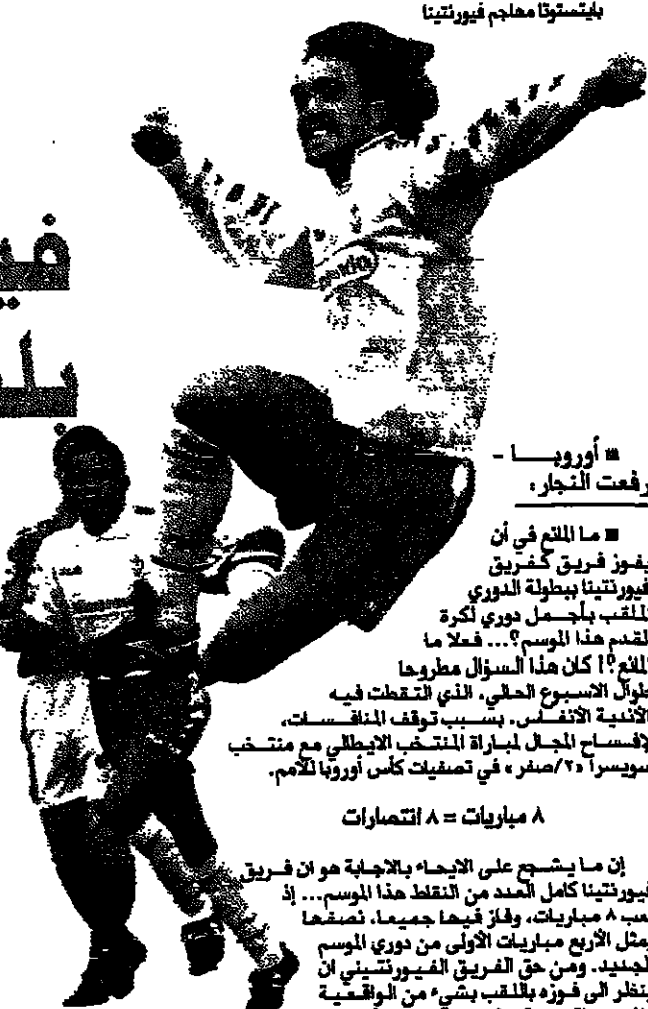 بايتستوتا مهاجم فيورنتينا
■ أوروبـــا -
رفعت النجار:
■ ما المانع في أن
يفوز فريق كفريق
فيورنتينا ببطولة الدوري
الملقب بأجـمل دوري لكرة
القدم هذا الموسم؟... فعلا ما
المانع؟! كان هذا السؤال مطروحا
طوال الاسبوع الحالي، الذي التقطت فيه
الأندية الأنفاس، بسبب توقف المنافسات،
لإفساح المجال لمباراة المنتخب الايطالي مع منتخب
سويسرا «٢/صفر» في تصفيات كأس أوروبا للأمم.
٨ مباريات = ٨ انتصارات
إن ما يشجع على الايحاء بالاجابة هو ان فريق
فيورنتينا كامل العدد من النقاط هذا الموسم... إذ
لعب ٨ مباريات، وفاز فيها جميعا، نصفها
يمثل الأربع مباريات الأولى من دوري الموسم
الجديد. ومن حق الفريق الفيورنتيني ان
ينظر الى فوزه باللقب بشيء من الواقعية